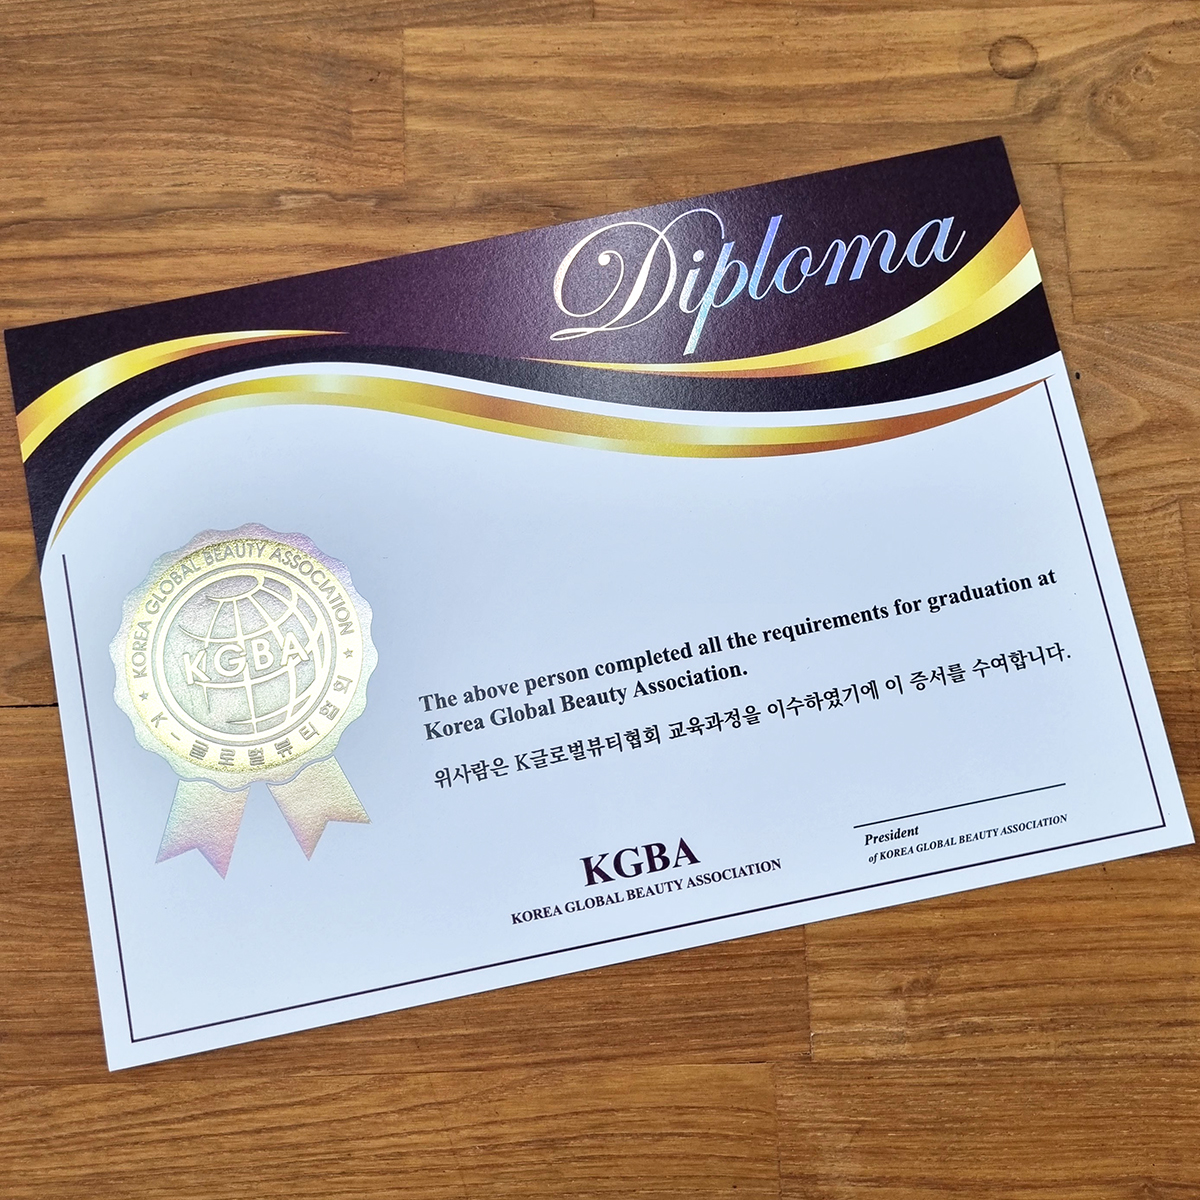 Diploma
KOREA GLOBAL BEAUTY ASSOCIATION
KGBA
K-글로벌뷰티협회
The above person completed all the requirements for graduation at
Korea Global Beauty Association.
위사람은 K글로벌뷰티협회 교육과정을 이수하였기에 이 증서를 수여합니다.
President
of KOREA GLOBAL BEAUTY ASSOCIATION
KGBA
KOREA GLOBAL BEAUTY ASSOCIATION